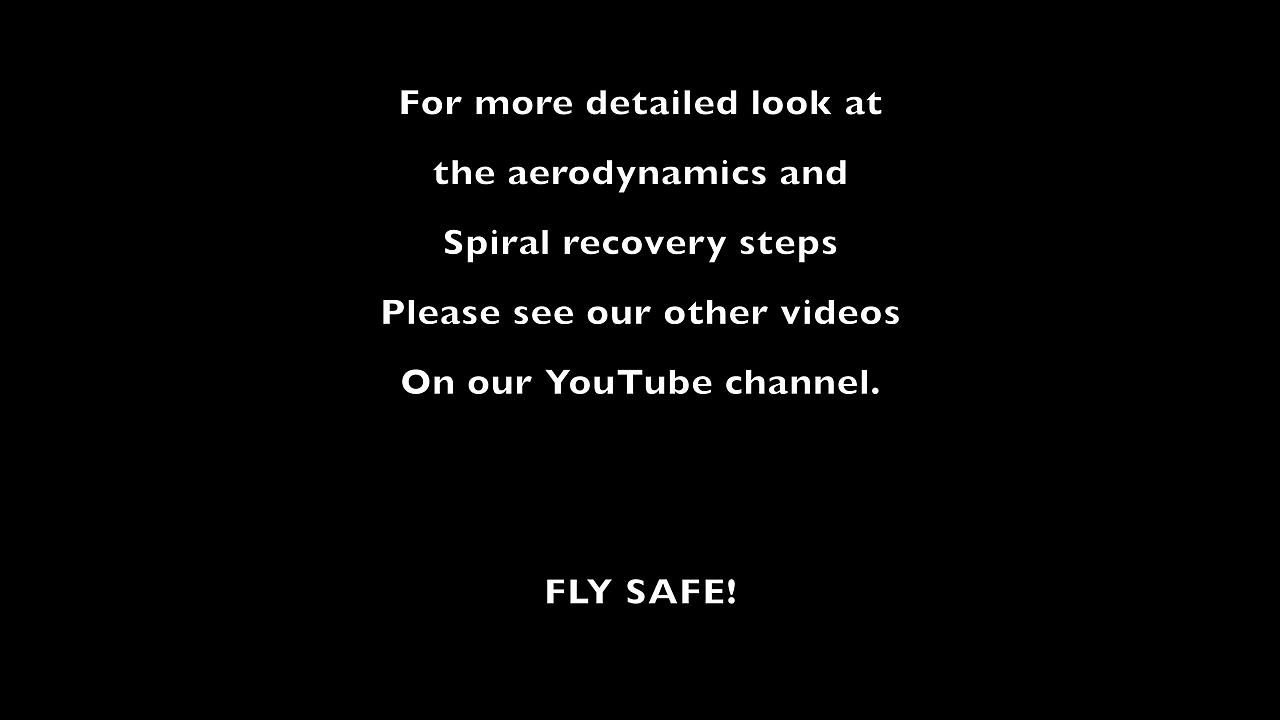 For more detailed look at
the aerodynamics and
Spiral recovery steps
Please see our other videos
On our YouTube channel.
FLY SAFE!